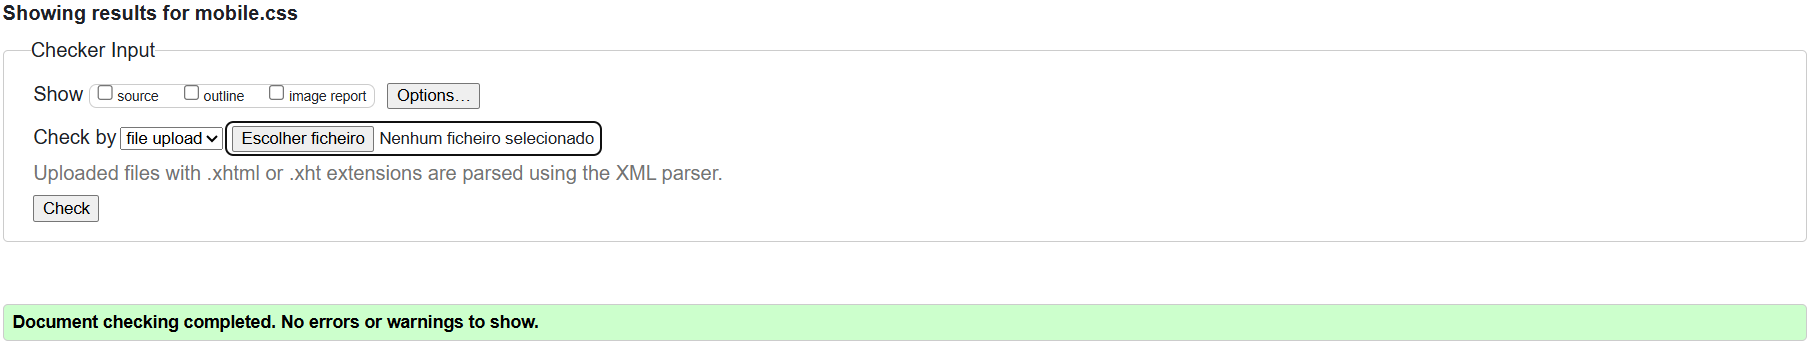 Showing results for mobile.css
Checker Input
Show source outline image report Options…
Check by file upload Escolher ficheiro Nenhum ficheiro selecionado
Uploaded files with .xhtml or .xht extensions are parsed using the XML parser.
Check
Document checking completed. No errors or warnings to show.